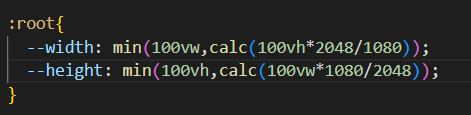 :root{
--width: min(100vw,calc(100vh*2048/1080));
--height: min(100vh,calc(100vw*1080/2048));
}